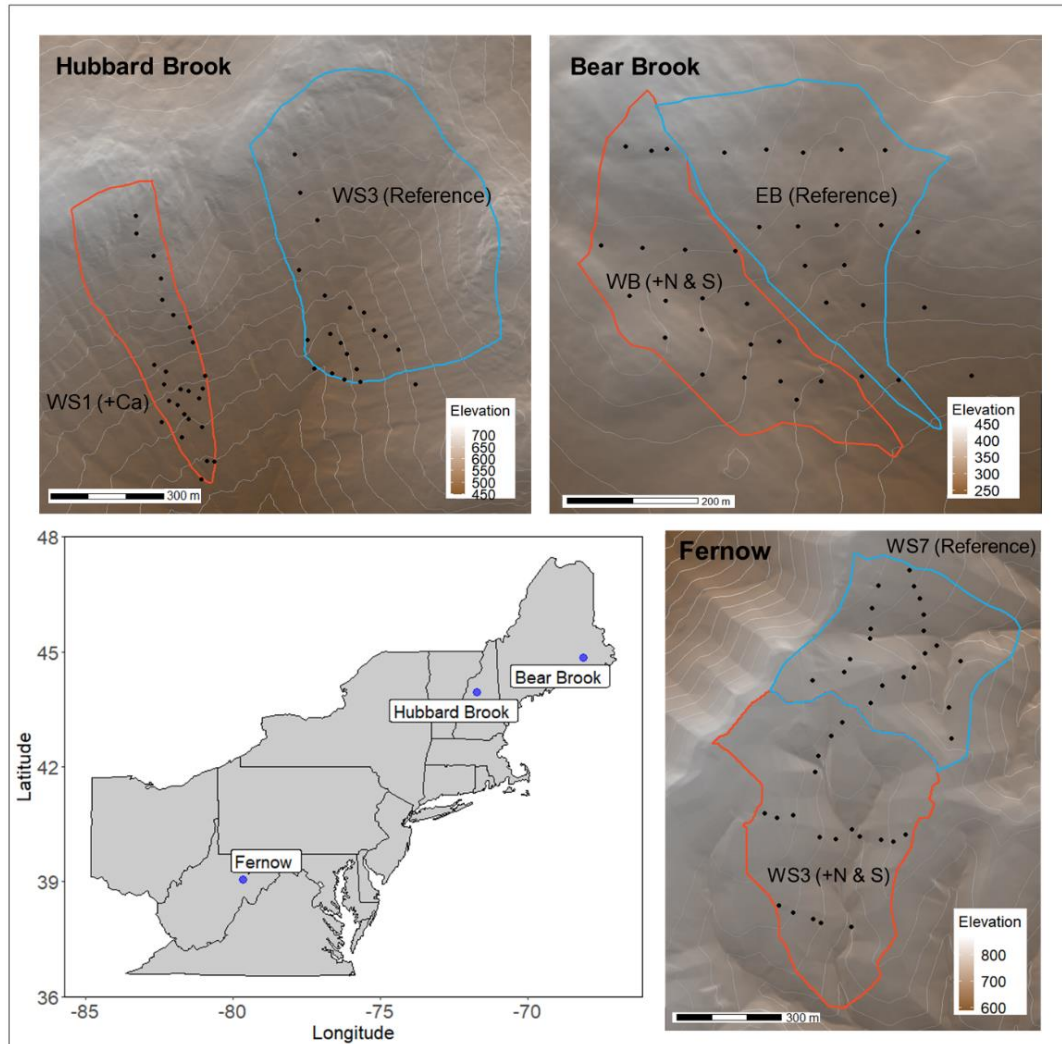 Hubbard Brook
WS3 (Reference)
WS1 (+Ca)
Elevation
700
650
600
550
500
450
300 m
Bear Brook
EB (Reference)
WB (+N & S)
Elevation
450
400
350
300
250
200 m
48
45
42
39
36
Latitude
Bear Brook
Hubbard Brook
Fernow
-85
-80
-75
-70
Longitude
Fernow
WS7 (Reference)
WS3 (+N & S)
Elevation
800
700
600
300 m